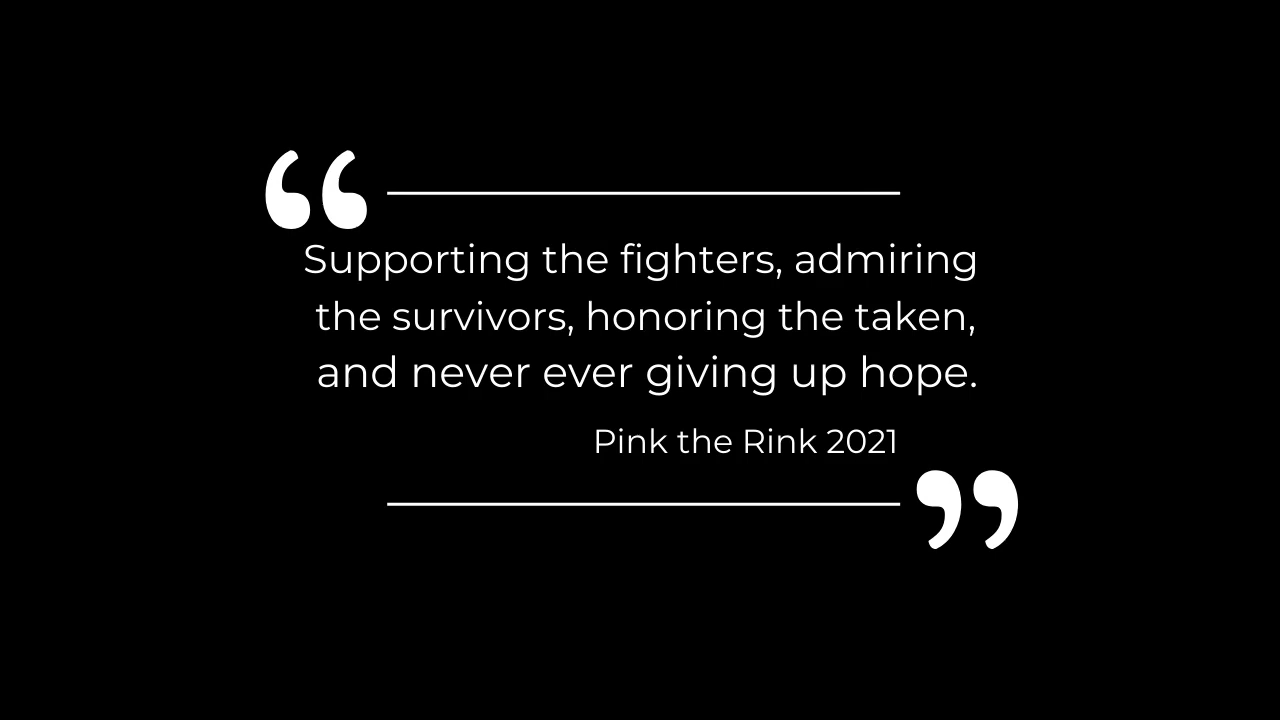 “
Supporting the fighters, admiring
the survivors, honoring the taken,
and never ever giving up hope.
Pink the Rink 2021
”